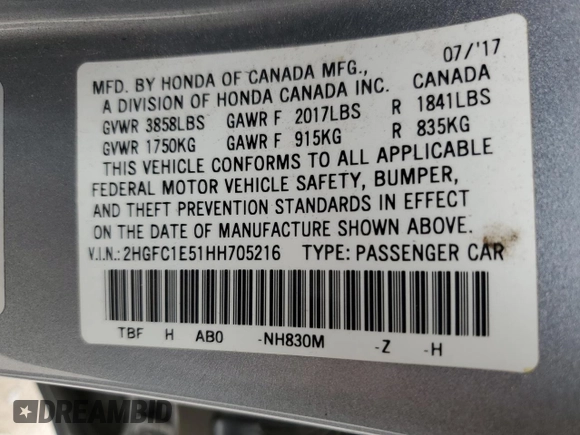 07/'17
MFD. BY HONDA OF CANADA MFG., CANADA
A DIVISION OF HONDA CANADA INC.
GVWR 3858LBS GAWR F 2017LBS R 1841LBS
GVWR 1750KG GAWR F 915KG R 835KG
THIS VEHICLE CONFORMS TO ALL APPLICABLE
FEDERAL MOTOR VEHICLE SAFETY, BUMPER,
AND THEFT PREVENTION STANDARDS IN EFFECT
ON THE DATE OF MANUFACTURE SHOWN ABOVE.
V.I.N.: 2HGFC1E51HH705216 TYPE: PASSENGER CAR
TBF H AB0 -NH830M -Z -H
DREAMBID